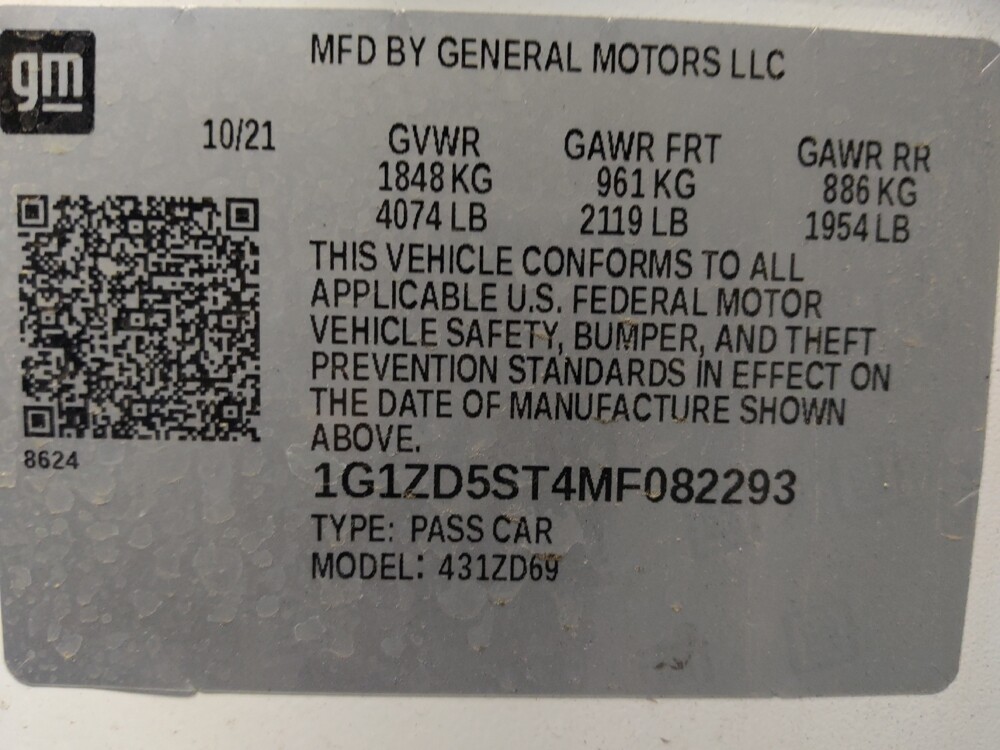 gm
MFD BY GENERAL MOTORS LLC
10/21
GVWR GAWR FRT GAWR RR
1848 KG 961 KG 886 KG
4074 LB 2119 LB 1954 LB
THIS VEHICLE CONFORMS TO ALL
APPLICABLE U.S. FEDERAL MOTOR
VEHICLE SAFETY, BUMPER, AND THEFT
PREVENTION STANDARDS IN EFFECT ON
THE DATE OF MANUFACTURE SHOWN
ABOVE.
8624
1G1ZD5ST4MF082293
TYPE: PASS CAR
MODEL: 431ZD69